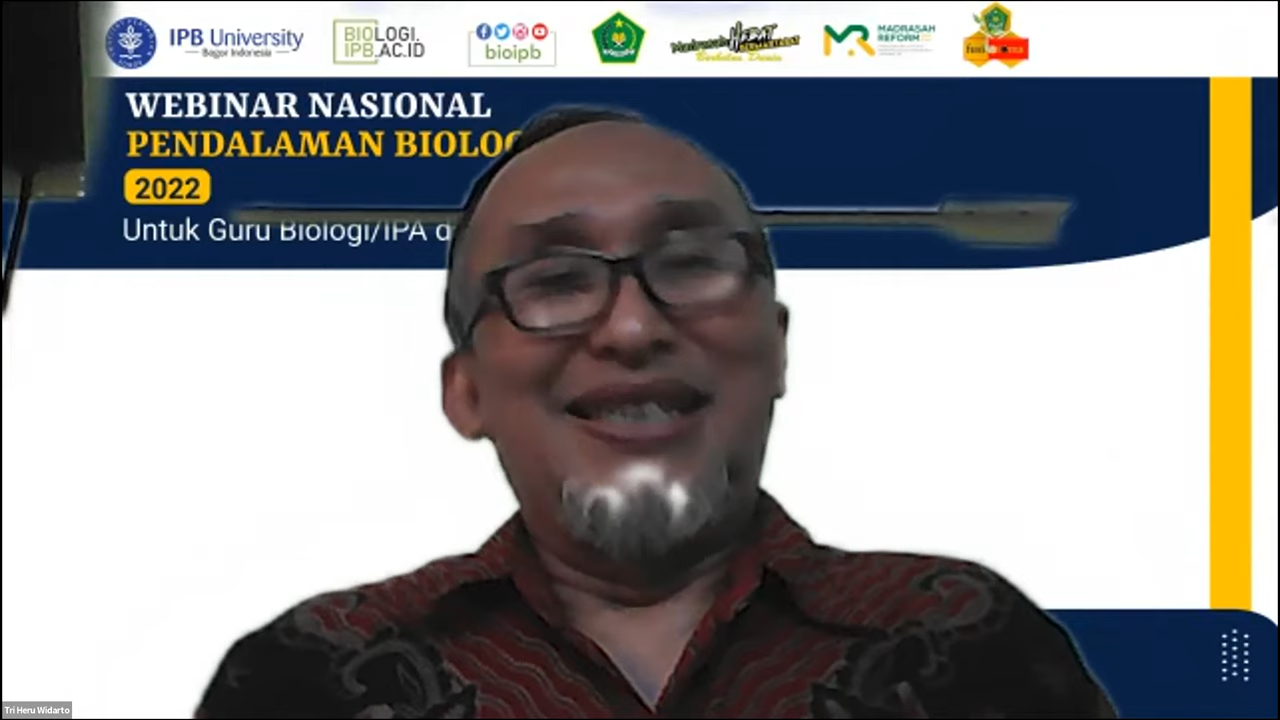 IPB University
Bogor Indonesia
BIOLOGI.
IPB.AC.ID
bioipb
MADRASAH
REFORM
WEBINAR NASIONAL
PENDALAMAN BIOLOG
2022
Untuk Guru Biologi/IPA d
Tri Heru Widarto